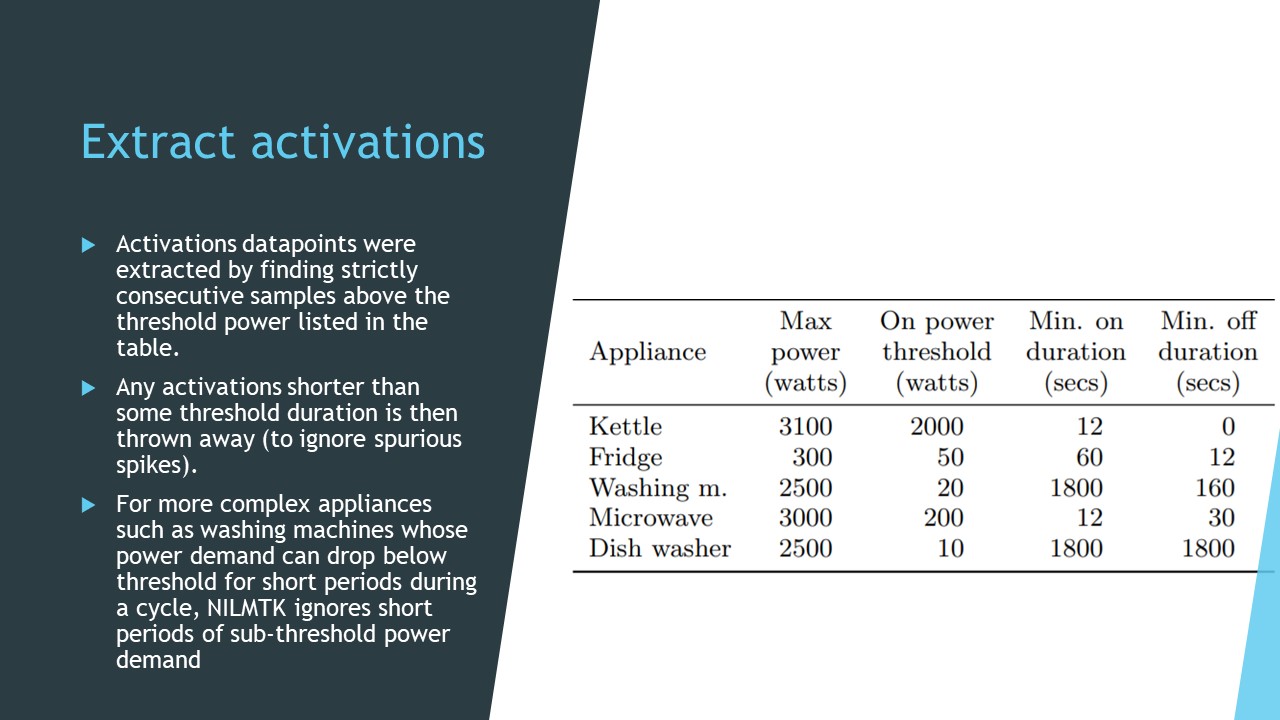 Extract activations
Activations datapoints were
extracted by finding strictly
consecutive samples above the
threshold power listed in the
table.
Any activations shorter than
some threshold duration is then
thrown away (to ignore spurious
spikes).
For more complex appliances
such as washing machines whose
power demand can drop below
threshold for short periods during
a cycle, NILMTK ignores short
periods of sub-threshold power
demand
Max On power Min. on Min. off
Appliance power threshold duration duration
(watts) (watts) (secs) (secs)
Kettle 3100 2000 12 0
Fridge 300 50 60 12
Washing m. 2500 20 1800 160
Microwave 3000 200 12 30
Dish washer 2500 10 1800 1800